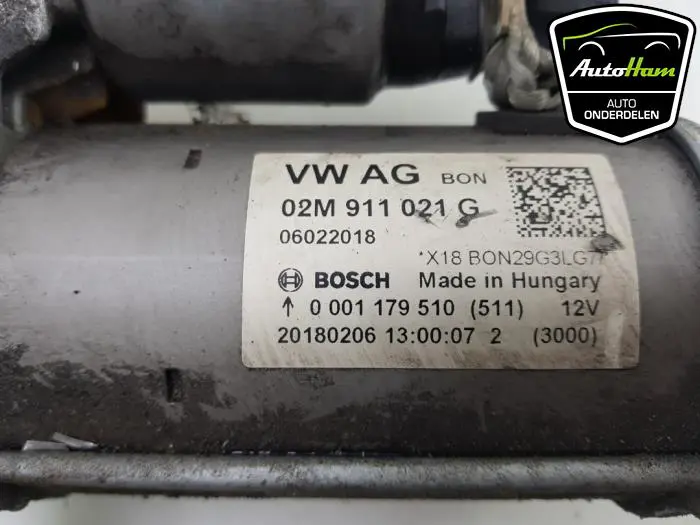 AutoHam
AUTO
ONDERDELEN
VW AG BON
02M 911 021 G
06022018
*X18 BON29G3LG7*
BOSCH Made in Hungary
↑ 0 001 179 510 (511) 12V
20180206 13:00:07 2 (3000)